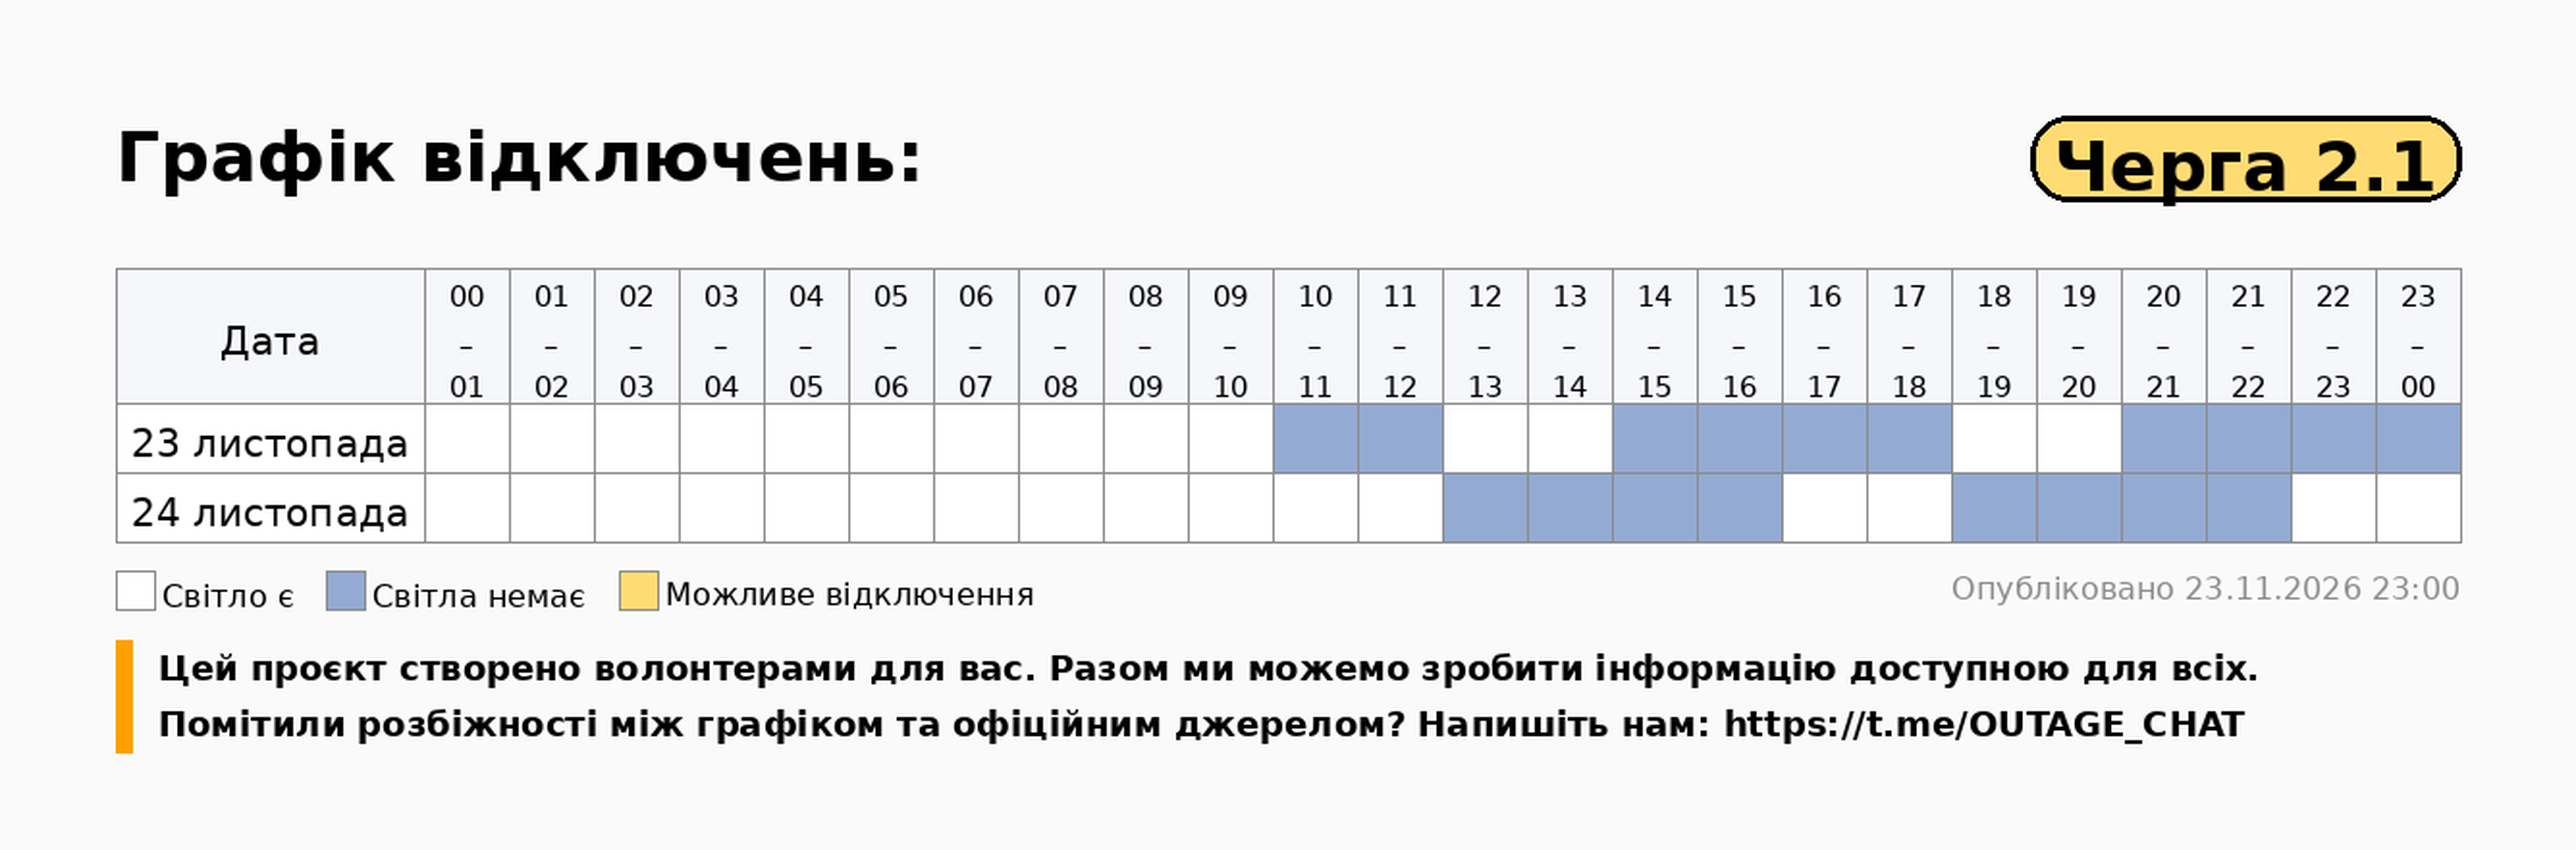 Графік відключень:
Черга 2.1
Дата 00 – 01 01 – 02 02 – 03 03 – 04 04 – 05 05 – 06 06 – 07 07 – 08 08 – 09 09 – 10 10 – 11 11 – 12 12 – 13 13 – 14 14 – 15 15 – 16 16 – 17 17 – 18 18 – 19 19 – 20 20 – 21 21 – 22 22 – 23 23 – 00
23 листопада
24 листопада
Світло є Світла немає Можливе відключення
Опубліковано 23.11.2026 23:00
Цей проєкт створено волонтерами для вас. Разом ми можемо зробити інформацію доступною для всіх.
Помітили розбіжності між графіком та офіційним джерелом? Напишіть нам: https://t.me/OUTAGE_CHAT